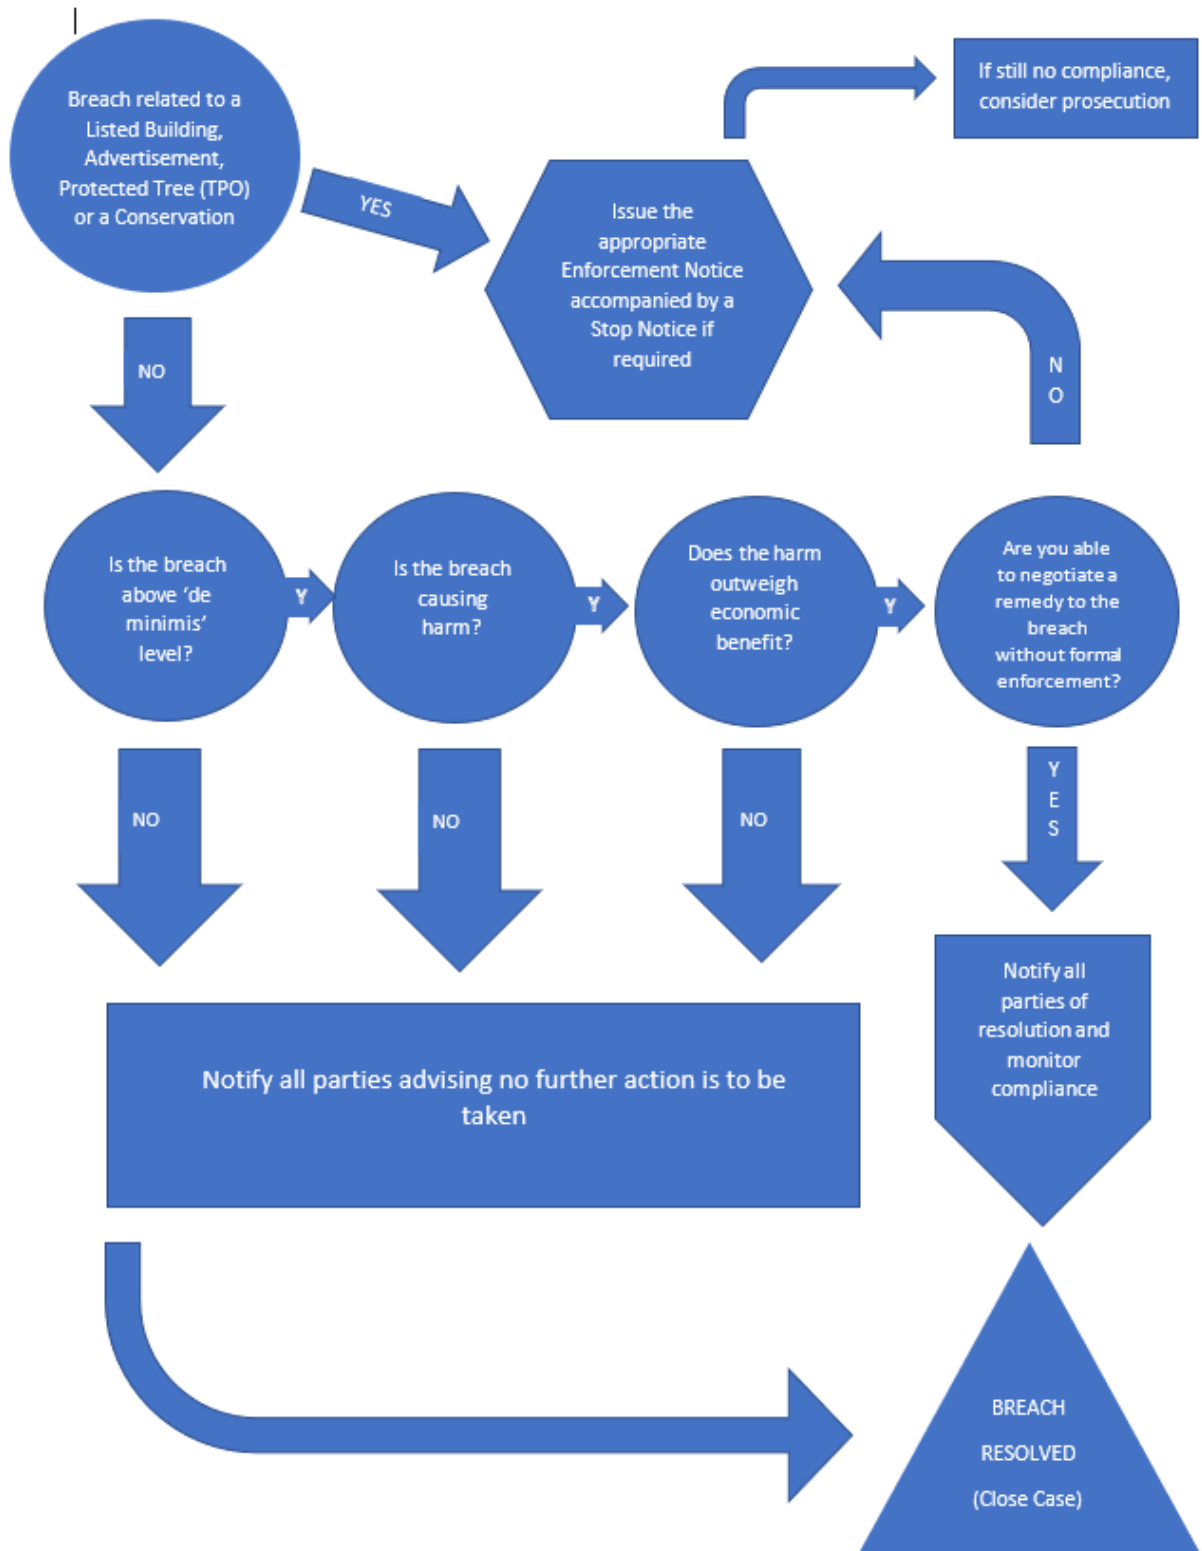 Breach related to a
Listed Building,
Advertisement,
Protected Tree (TPO)
or a Conservation
YES
Issue the
appropriate
Enforcement Notice
accompanied by a
Stop Notice if
required
If still no compliance,
consider prosecution
NO
N
O
Is the breach
above ‘de
minimis’
level?
Y
Is the breach
causing
harm?
Y
Does the harm
outweigh
economic
benefit?
Y
Are you able
to negotiate a
remedy to the
breach
without formal
enforcement?
NO
NO
NO
Y
E
S
Notify all parties advising no further action is to be
taken
Notify all
parties of
resolution and
monitor
compliance
BREACH
RESOLVED
(Close Case)